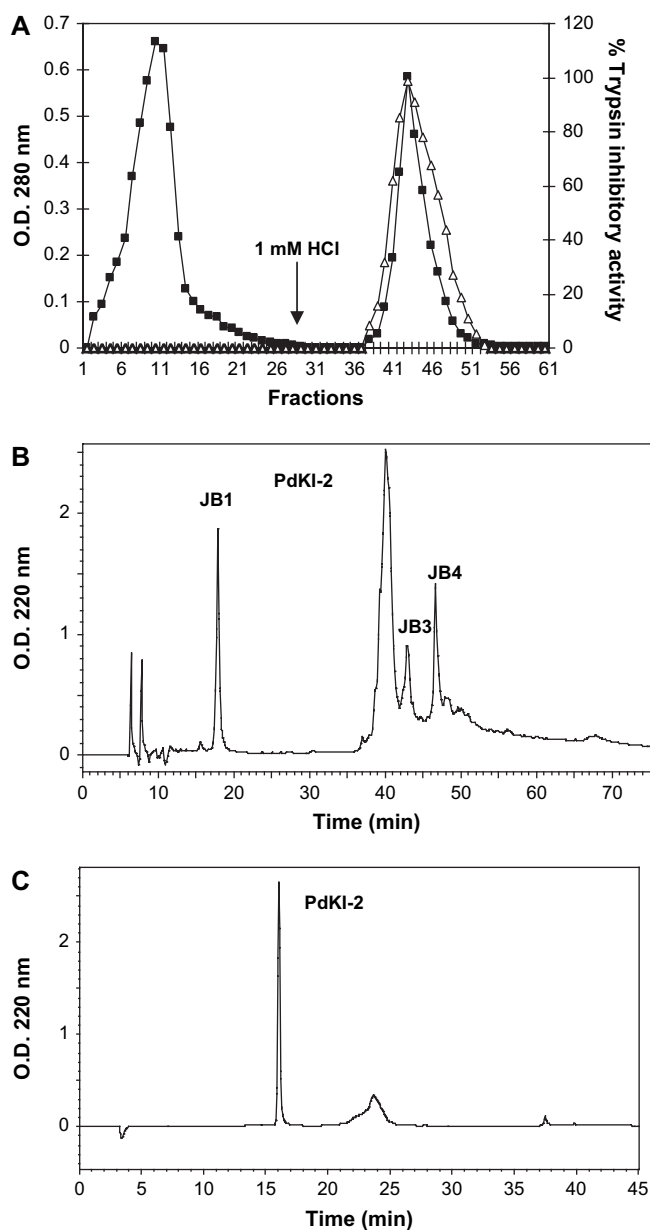 A
0.7
0.6
0.5
0.4
0.3
0.2
0.1
0
O.D. 280 nm
120
100
80
60
40
20
0
% Trypsin inhibitory activity
1 mM HCl
1 6 11 16 21 26 31 36 41 46 51 56 61
Fractions
B
2
1
0
O.D. 220 nm
JB1
PdKI-2
JB3
JB4
0 10 20 30 40 50 60 70
Time (min)
C
2
1
0
O.D. 220 nm
PdKI-2
0 5 10 15 20 25 30 35 40 45
Time (min)